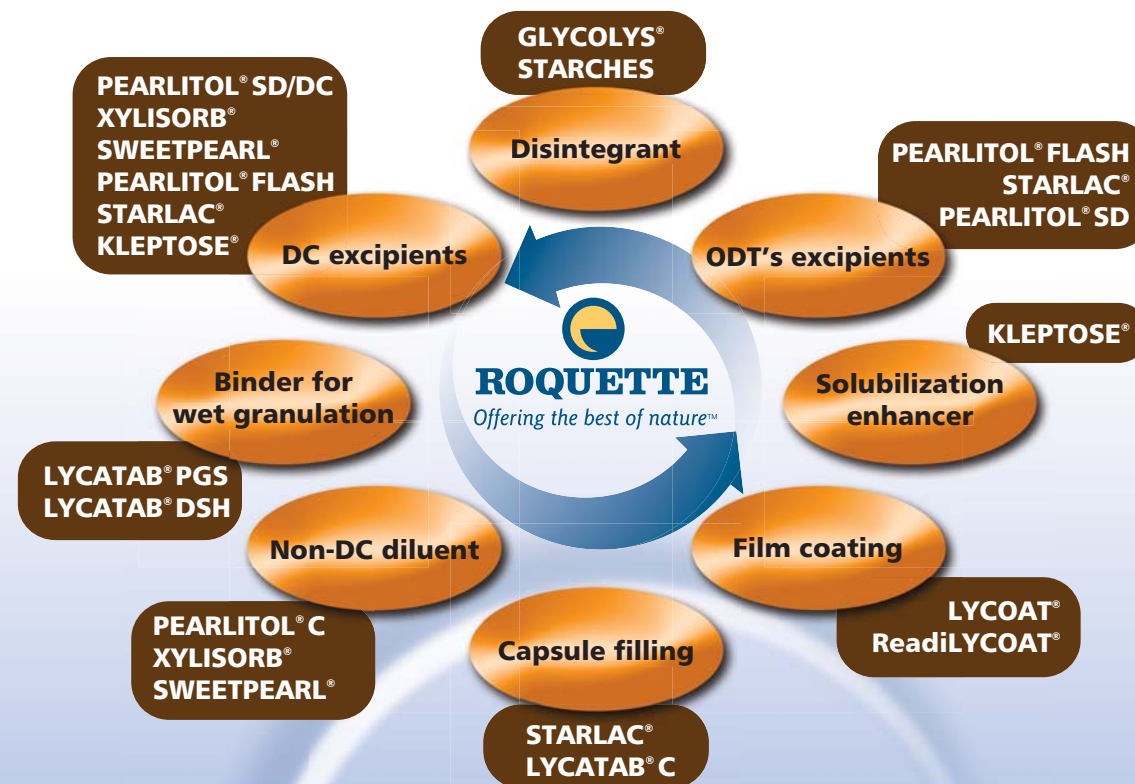 GLYCOLYS®
STARCHES
Disintegrant
PEARLITOL® SD/DC
XYLISORB®
SWEETPEARL®
PEARLITOL® FLASH
STARLAC®
KLEPTOSE®
DC excipients
PEARLITOL® FLASH
STARLAC®
PEARLITOL® SD
ODT's excipients
ROQUETTE
Offering the best of nature™
KLEPTOSE®
Solubilization
enhancer
Binder for
wet granulation
LYCATAB® PGS
LYCATAB® DSH
Non-DC diluent
PEARLITOL® C
XYLISORB®
SWEETPEARL®
Film coating
LYCOAT®
ReadiLYCOAT®
Capsule filling
STARLAC®
LYCATAB® C